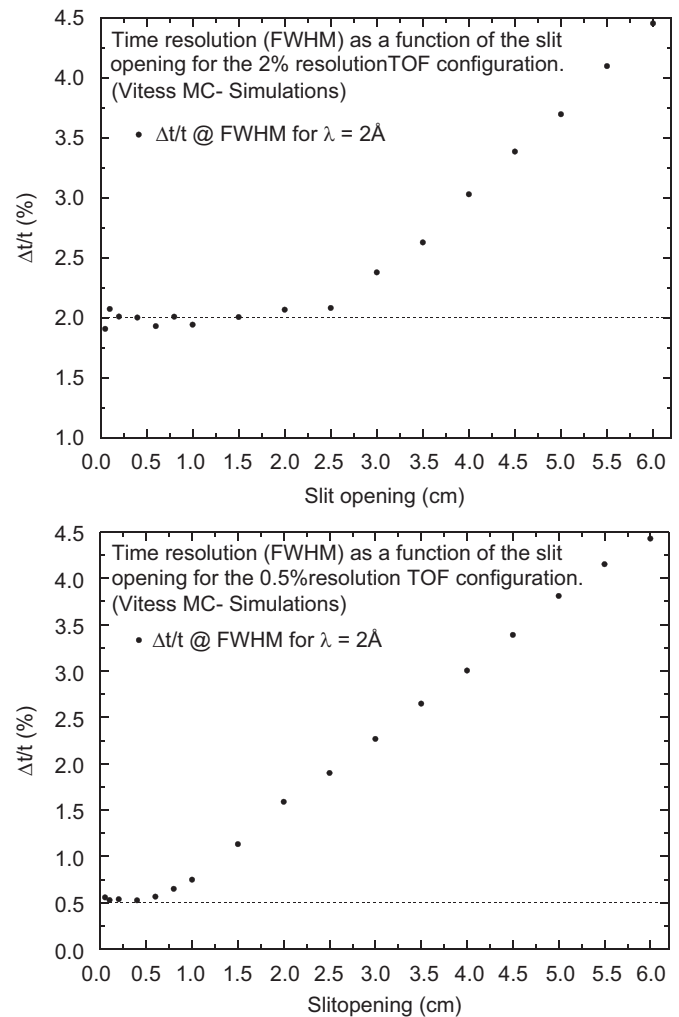 4.5
4.0
3.5
3.0
2.5
2.0
1.5
1.0
Δt/t (%)
Time resolution (FWHM) as a function of the slit
opening for the 2% resolutionTOF configuration.
(Vitess MC- Simulations)
• Δt/t @ FWHM for λ = 2Å
0.0 0.5 1.0 1.5 2.0 2.5 3.0 3.5 4.0 4.5 5.0 5.5 6.0
Slit opening (cm)
4.5
4.0
3.5
3.0
2.5
2.0
1.5
1.0
0.5
0.0
Δt/t (%)
Time resolution (FWHM) as a function of the slit
opening for the 0.5%resolution TOF configuration.
(Vitess MC- Simulations)
• Δt/t @ FWHM for λ = 2Å
0.0 0.5 1.0 1.5 2.0 2.5 3.0 3.5 4.0 4.5 5.0 5.5 6.0
Slitopening (cm)